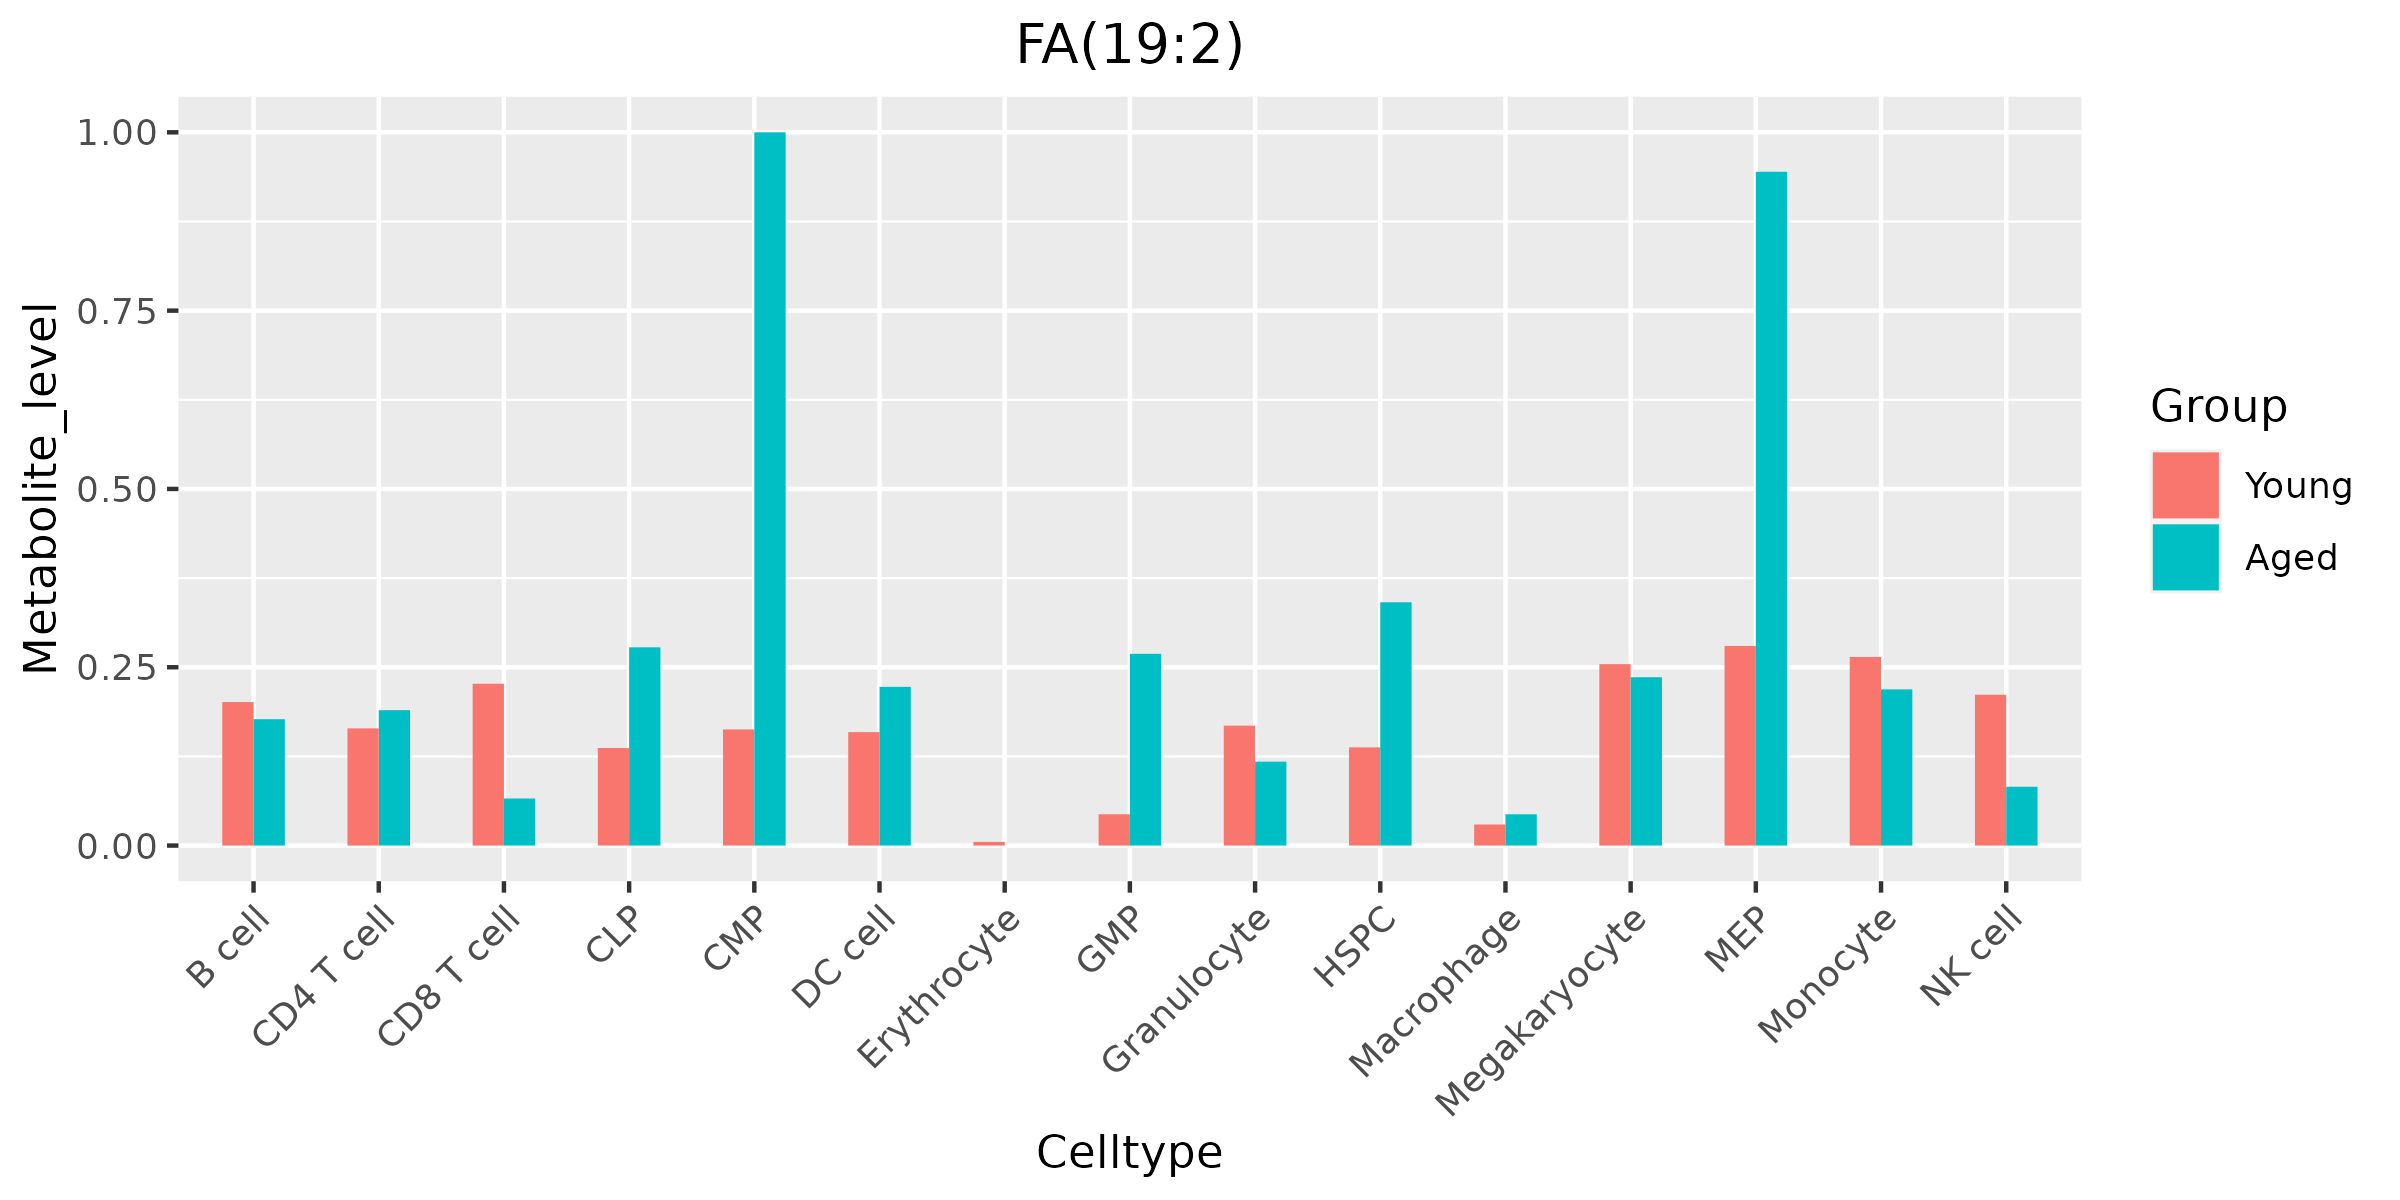 FA(19:2)
Metabolite_level
1.00
0.75
0.50
0.25
0.00
B cell
CD4 T cell
CD8 T cell
CLP
CMP
DC cell
Erythrocyte
GMP
Granulocyte
HSPC
Macrophage
Megakaryocyte
MEP
Monocyte
NK cell
Celltype
Group
Young
Aged